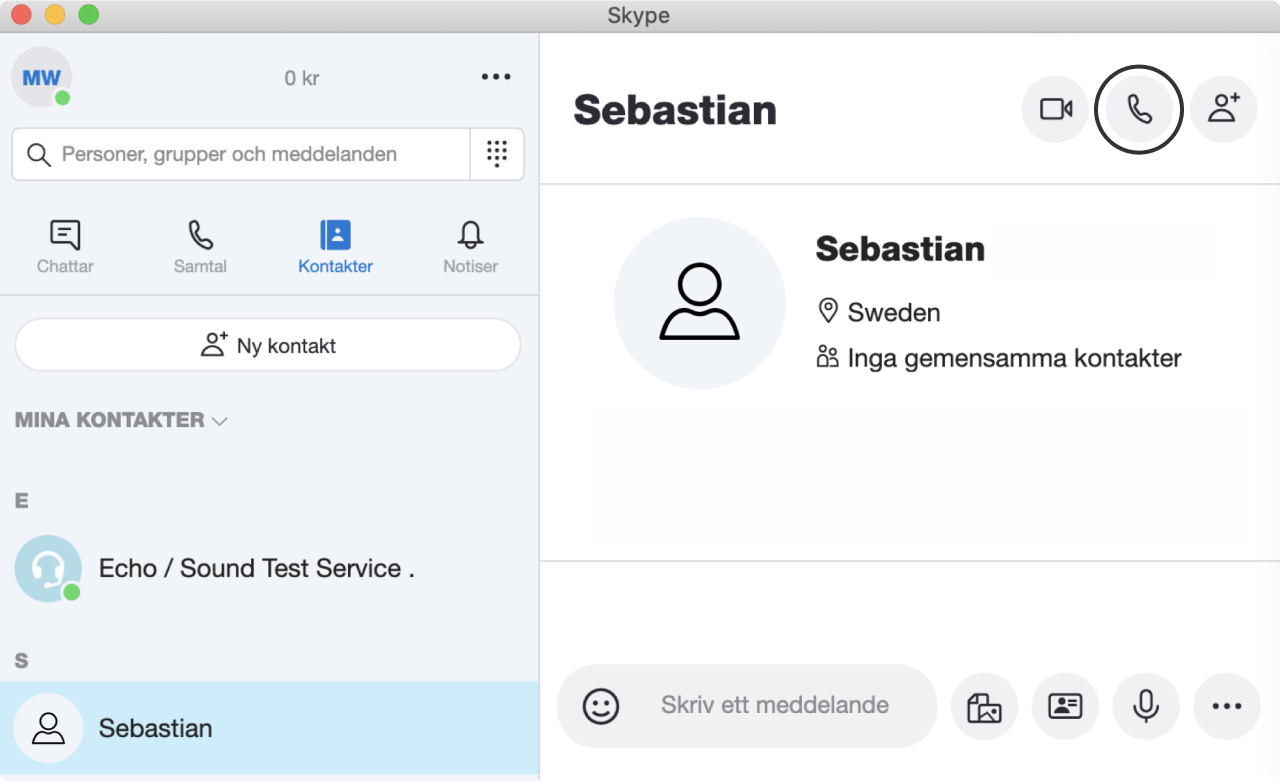 Skype
MW
0 kr
Personer, grupper och meddelanden
Chattar
Samtal
Kontakter
Notiser
Ny kontakt
MINA KONTAKTER
E
Echo / Sound Test Service .
S
Sebastian
Sebastian
Sebastian
Sweden
Inga gemensamma kontakter
Skriv ett meddelande